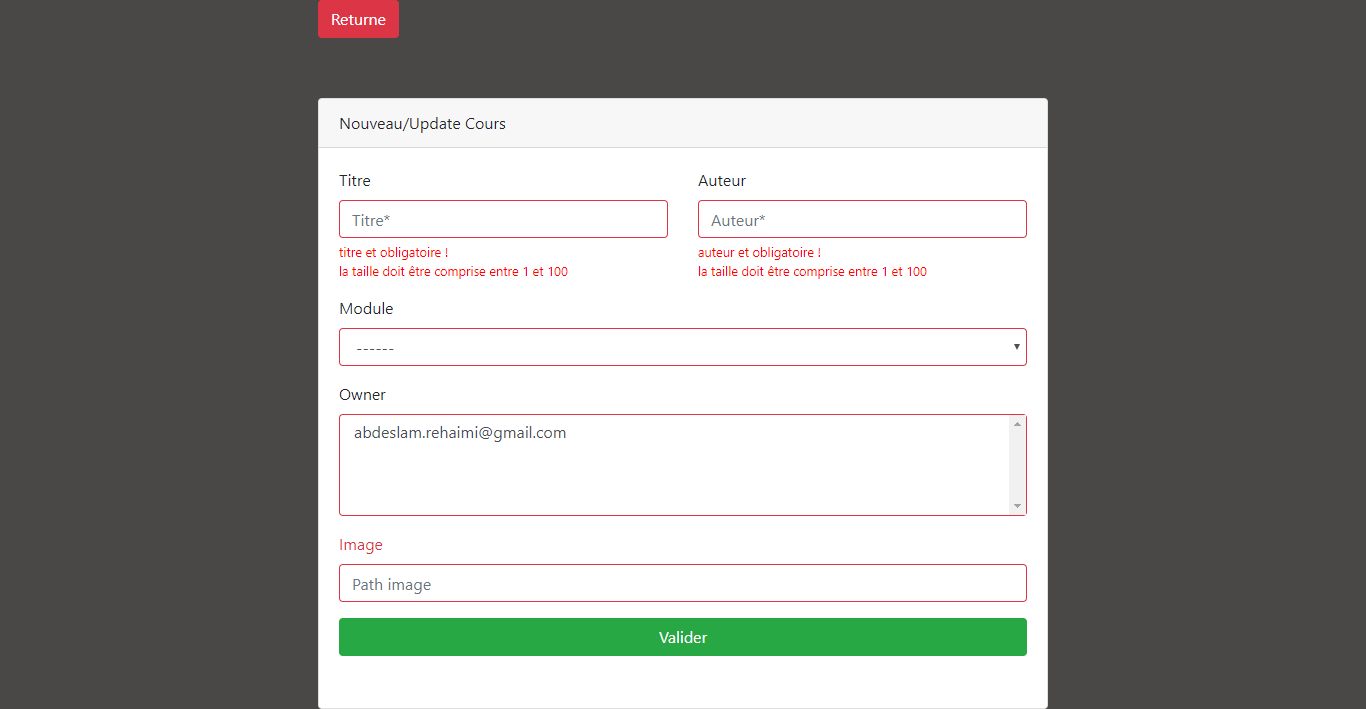 Returne
Nouveau/Update Cours
Titre
Auteur
Titre*
Auteur*
titre et obligatoire !
auteur et obligatoire !
la taille doit être comprise entre 1 et 100
la taille doit être comprise entre 1 et 100
Module
------
Owner
abdeslam.rehaimi@gmail.com
Image
Path image
Valider